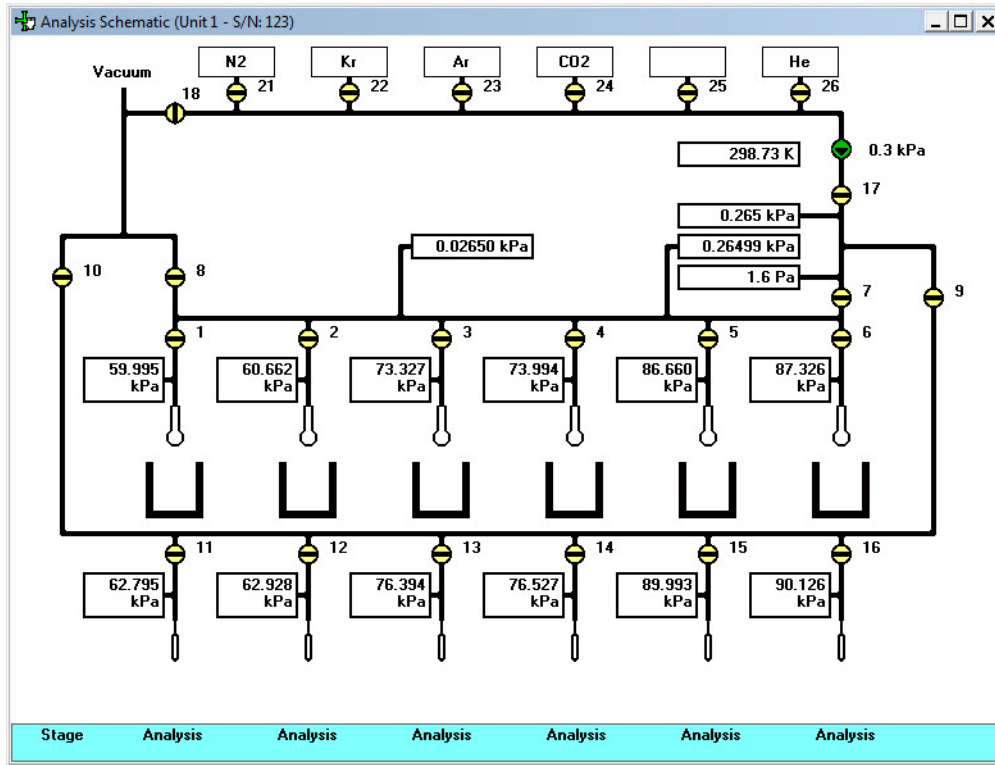 Analysis Schematic (Unit 1 - S/N: 123)
N2 Kr Ar CO2 He
Vacuum
21 22 23 24 25 26
18
298.73 K 0.3 kPa
17
0.265 kPa
0.02650 kPa 0.26499 kPa
10 8 1.6 Pa 7 9
1 2 3 4 5 6
59.995 60.662 73.327 73.994 86.660 87.326
kPa kPa kPa kPa kPa kPa
11 12 13 14 15 16
62.795 62.928 76.394 76.527 89.993 90.126
kPa kPa kPa kPa kPa kPa
Stage Analysis Analysis Analysis Analysis Analysis Analysis